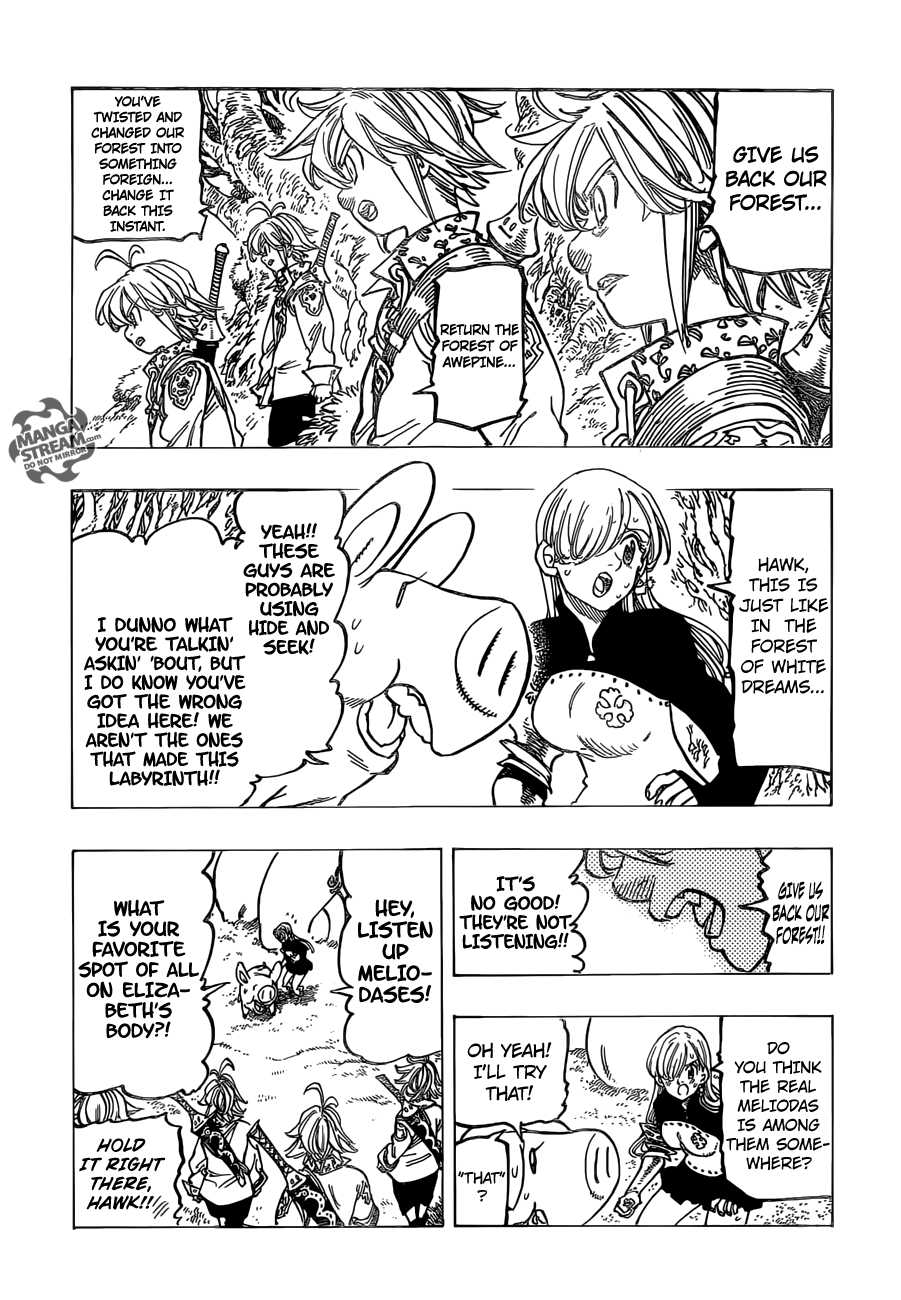 GIVE US
BACK OUR
FOREST...
RETURN THE
FOREST OF
AWEPINE...
YOU'VE
TWISTED AND
CHANGED OUR
FOREST INTO
SOMETHING
FOREIGN...
CHANGE IT
BACK THIS
INSTANT.
MANGA
STREAM.com
DO NOT MIRROR
HAWK,
THIS IS
JUST LIKE
IN THE
FOREST
OF WHITE
DREAMS...
YEAH!!
THESE
GUYS ARE
PROBABLY
USING
HIDE AND
SEEK!
I DUNNO WHAT
YOU'RE TALKIN'
ASKIN' 'BOUT, BUT
I DO KNOW YOU'VE
GOT THE WRONG
IDEA HERE! WE
AREN'T THE ONES
THAT MADE THIS
LABYRINTH!!
GIVE US
BACK OUR
FOREST!!
IT'S
NO GOOD!
THEY'RE NOT
LISTENING!!
DO
YOU THINK
THE REAL
MELIODAS
IS AMONG
THEM SOME-
WHERE?
OH YEAH!
I'LL TRY
THAT!
"THAT"
?
HEY,
LISTEN
UP
MELIO-
DASES!
WHAT
IS YOUR
FAVORITE
SPOT OF ALL
ON ELIZA-
BETH'S
BODY?!
HOLD
IT RIGHT
THERE,
HAWK!!